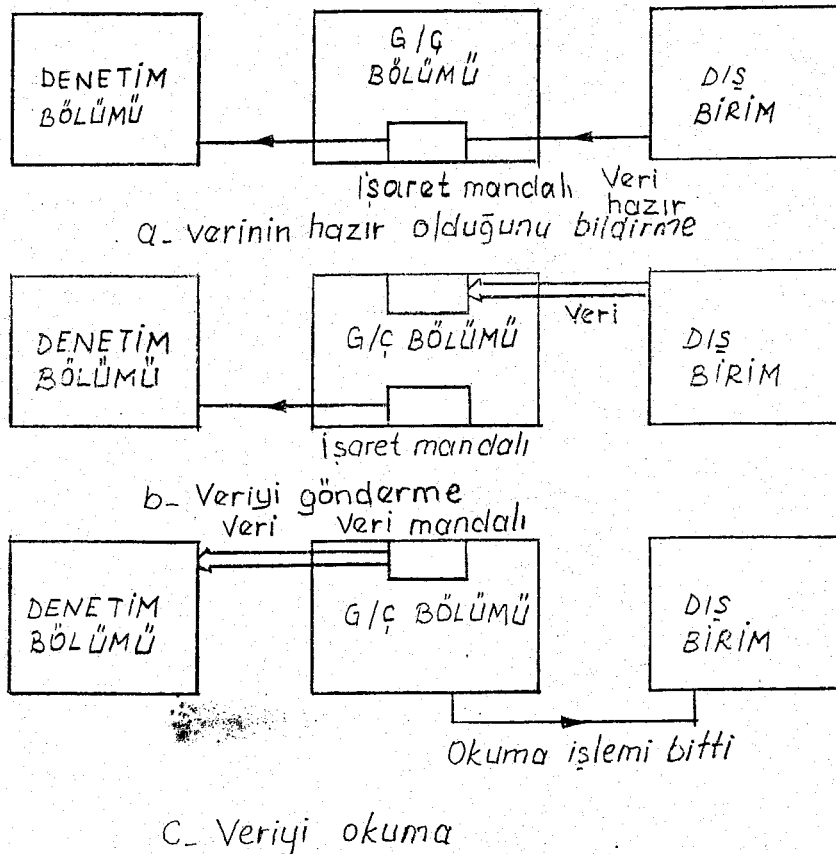 DENETİM
BÖLÜMÜ
G/Ç
BÖLÜMÜ
DIŞ
BİRİM
İşaret mandalı
Veri
hazır
a- verinin hazır olduğunu bildirme
DENETİM
BÖLÜMÜ
G/Ç BÖLÜMÜ
Veri
DIŞ
BİRİM
İşaret mandalı
b- Veriyi gönderme
Veri
Veri mandalı
DENETİM
BÖLÜMÜ
G/Ç BÖLÜMÜ
DIŞ
BİRİM
Okuma işlemi bitti
C- Veriyi okuma